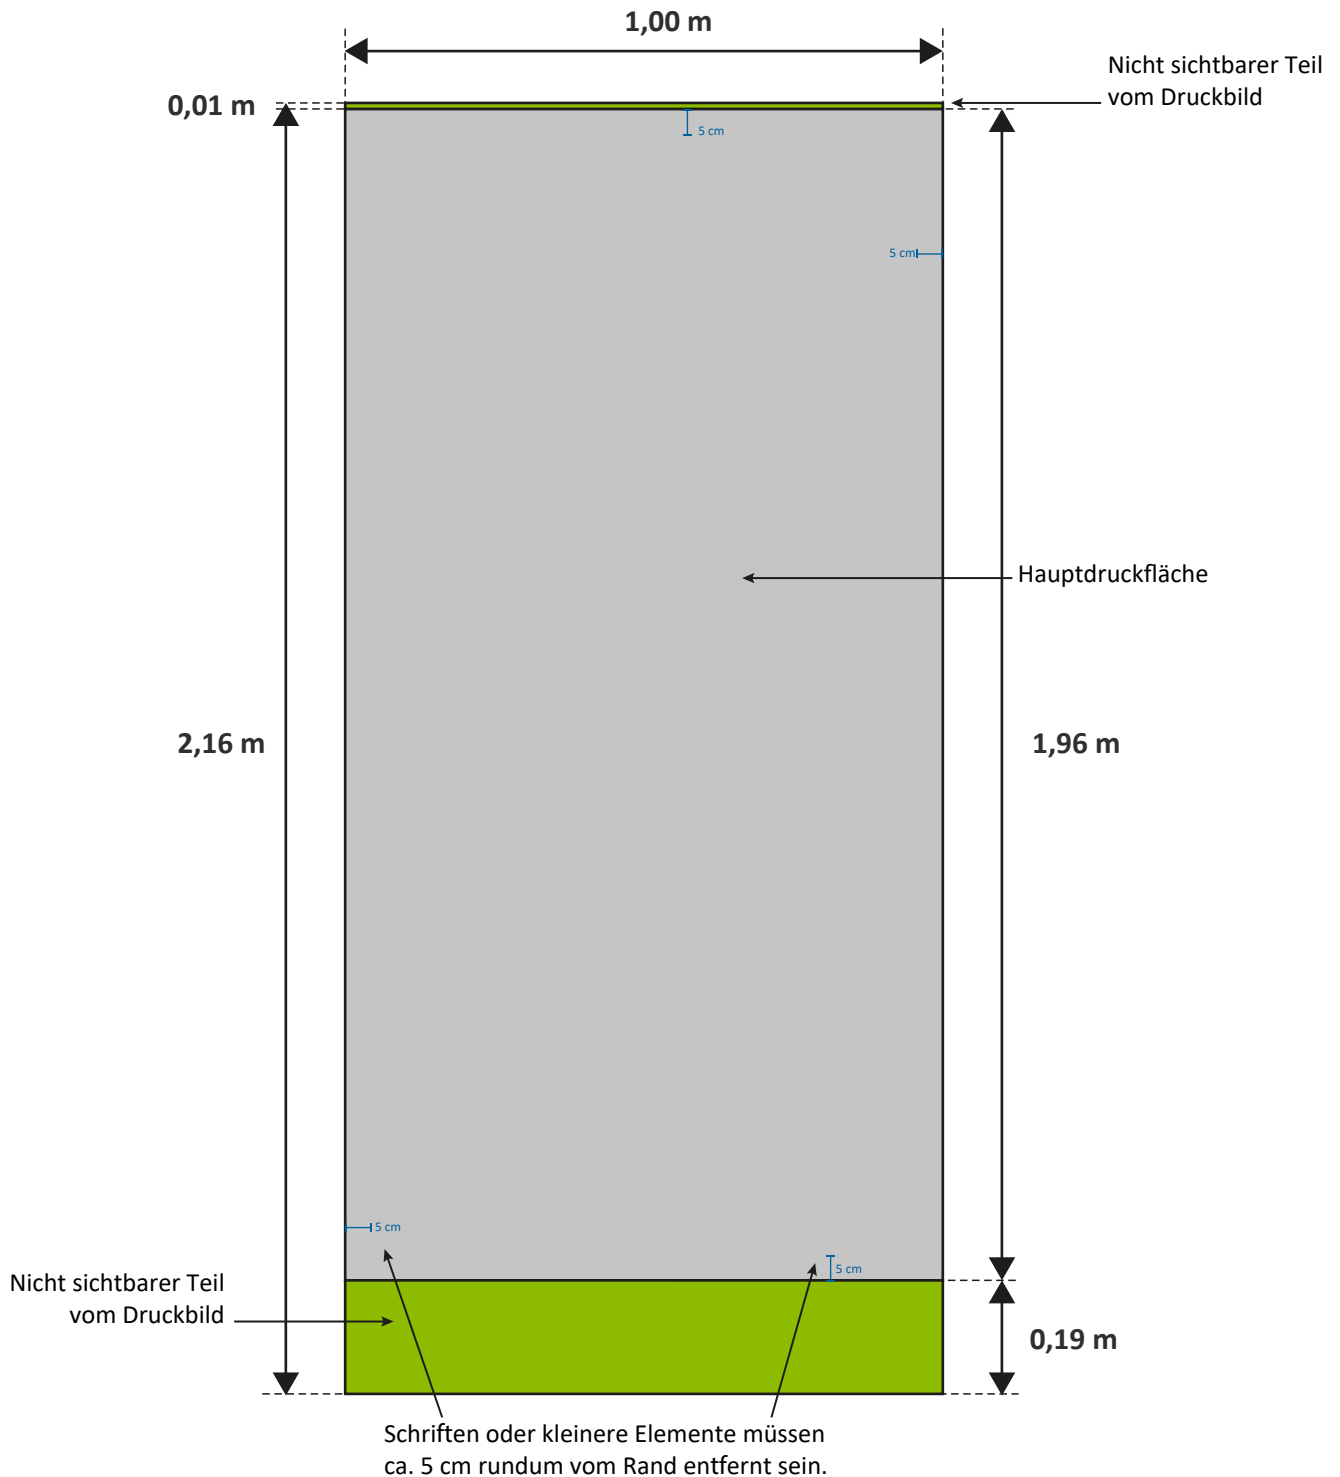 1,00 m
Nicht sichtbarer Teil
vom Druckbild
0,01 m
5 cm
5 cm
Hauptdruckfläche
2,16 m
1,96 m
5 cm
5 cm
Nicht sichtbarer Teil
vom Druckbild
0,19 m
Schriften oder kleinere Elemente müssen
ca. 5 cm rundum vom Rand entfernt sein.